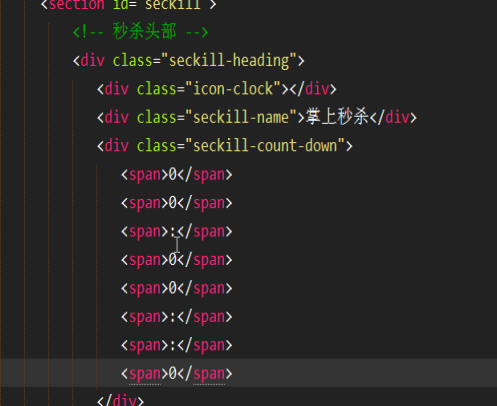 <section id="seckill">
<!-- 秒杀头部 -->
<div class="seckill-heading">
<div class="icon-clock"></div>
<div class="seckill-name">掌上秒杀</div>
<div class="seckill-count-down">
<span>0</span>
<span>0</span>
<span>:</span>
<span>0</span>
<span>0</span>
<span>:</span>
<span>:</span>
<span>0</span>
</div>